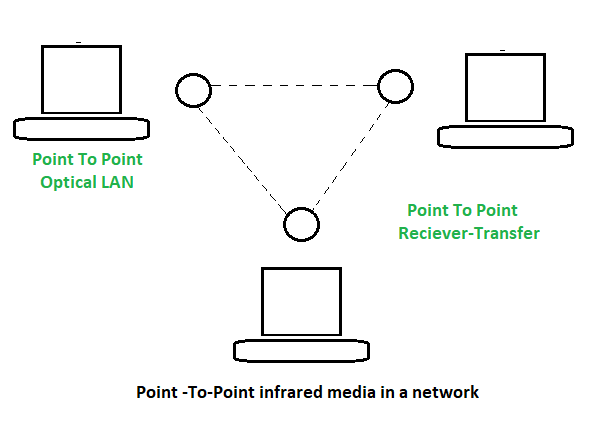 Point To Point
Optical LAN
Point To Point
Reciever-Transfer
Point -To-Point infrared media in a network